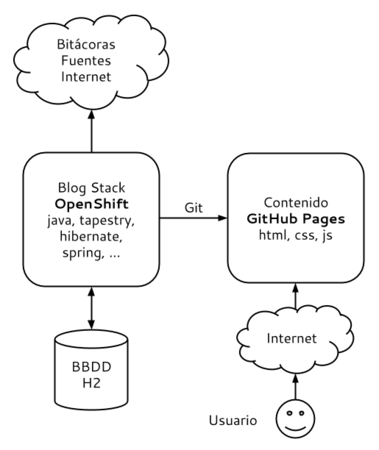 Bitácoras
Fuentes
Internet
Blog Stack
OpenShift
java, tapestry,
hibernate,
spring, ...
Git
Contenido
GitHub Pages
html, css, js
BBDD
H2
Internet
Usuario